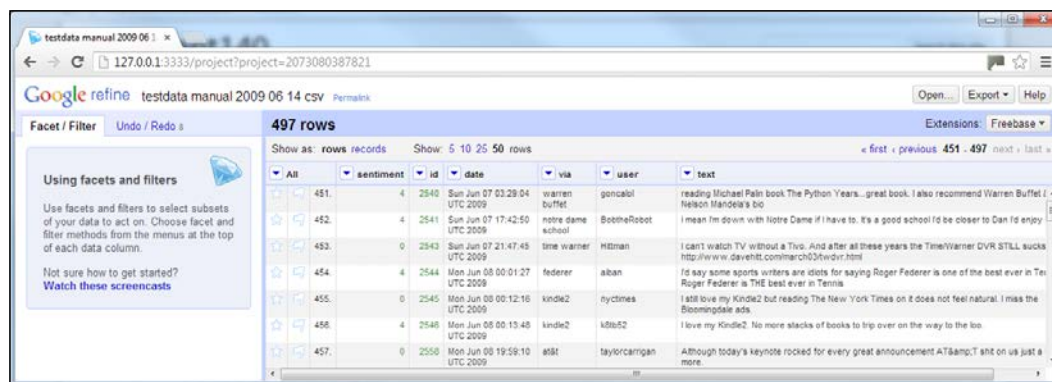 testdata manual 2009 06 1
127.0.0.1:3333/project?project=2073080387821
Google refine testdata manual 2009 06 14 csv Permalink
Open... Export Help
Facet / Filter Undo / Redo 8
497 rows
Extensions: Freebase
Show as: rows records Show: 5 10 25 50 rows
« first ‹ previous 451 - 497 next › last »
Using facets and filters
Use facets and filters to select subsets
of your data to act on. Choose facet and
filter methods from the menus at the top
of each data column.
Not sure how to get started?
Watch these screencasts
All sentiment id date via user text
451. 4 2540 Sun Jun 07 03:29:04 warren goncalol reading Michael Palin book The Python Years...great book. I also recommend Warren Buffet &
UTC 2009 buffet Nelson Mandela's bio
452. 4 2541 Sun Jun 07 17:42:50 notre dame BobtheRobot I mean I'm down with Notre Dame if I have to. It's a good school I'd be closer to Dan I'd enjoy
UTC 2009 school
453. 0 2543 Sun Jun 07 21:47:45 time warner Hittman I can't watch TV without a Tivo. And after all these years the Time/Warner DVR STILL sucks
UTC 2009 http://www.davehitt.com/march03/twdvr.html
454. 4 2544 Mon Jun 08 00:01:27 federer aiban I'd say some sports writers are idiots for saying Roger Federer is one of the best ever in Ten
UTC 2009 Roger Federer is THE best ever in Tennis
455. 0 2545 Mon Jun 08 00:12:16 kindle2 nyctimes I still love my Kindle2 but reading The New York Times on it does not feel natural. I miss the
UTC 2009 Bloomingdale ads.
456. 4 2546 Mon Jun 08 00:13:48 kindle2 k8tb52 I love my Kindle2. No more stacks of books to trip over on the way to the loo.
UTC 2009
457. 0 2550 Mon Jun 08 19:59:10 at&t taylorcarrigan Although today's keynote rocked for every great announcement AT&amp;T shit on us just a
UTC 2009 more.